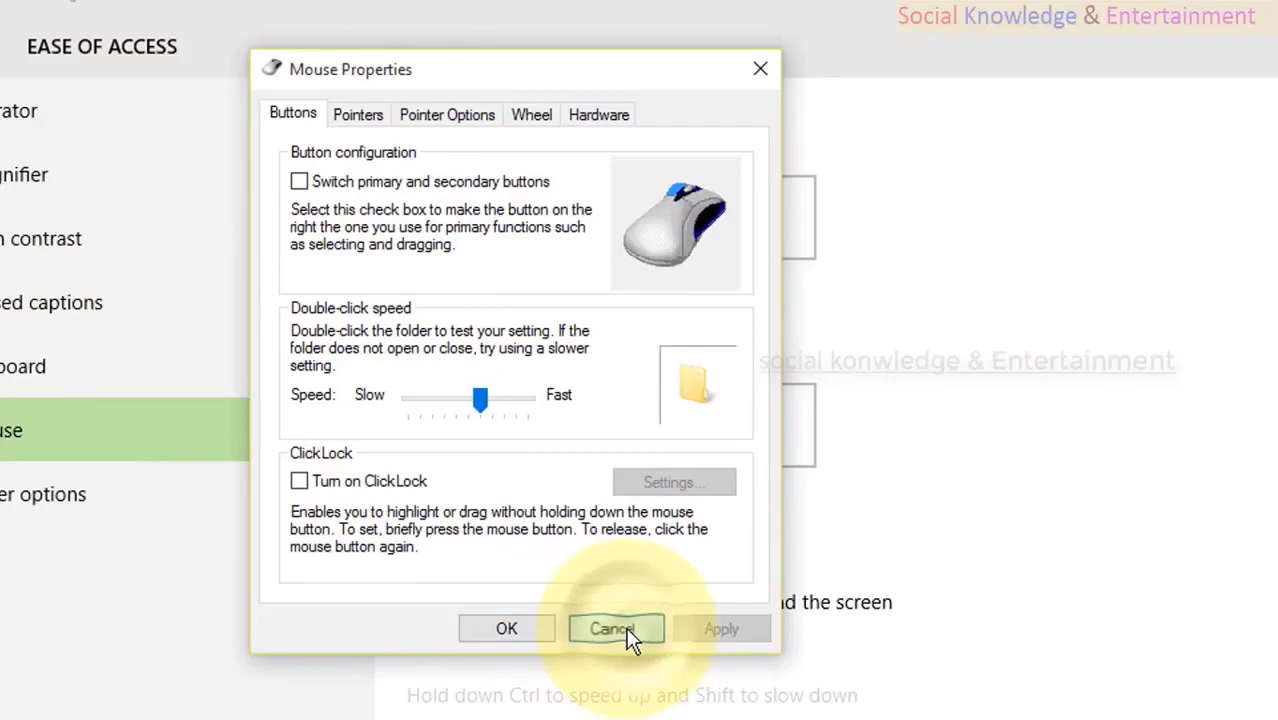 Social Knowledge & Entertainment
EASE OF ACCESS
rator
gnifier
n contrast
sed captions
board
use
er options
Mouse Properties
Buttons
Pointers
Pointer Options
Wheel
Hardware
Button configuration
Switch primary and secondary buttons
Select this check box to make the button on the
right the one you use for primary functions such
as selecting and dragging.
Double-click speed
Double-click the folder to test your setting. If the
folder does not open or close, try using a slower
setting.
Speed: Slow Fast
social konwledge & Entertainment
ClickLock
Turn on ClickLock
Settings...
Enables you to highlight or drag without holding down the mouse
button. To set, briefly press the mouse button. To release, click the
mouse button again.
OK
Cancel
Apply
nd the screen
Hold down Ctrl to speed up and Shift to slow down